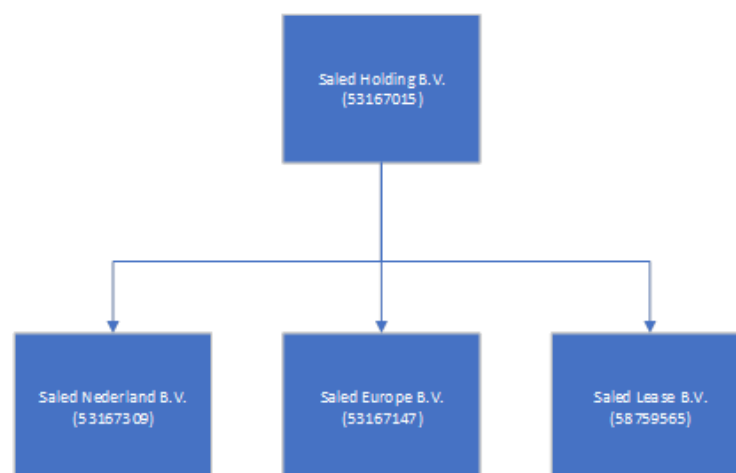 Saled Holding B.V.
(53167015)
Saled Nederland B.V.
(53167309)
Saled Europe B.V.
(53167147)
Saled Lease B.V.
(58759565)